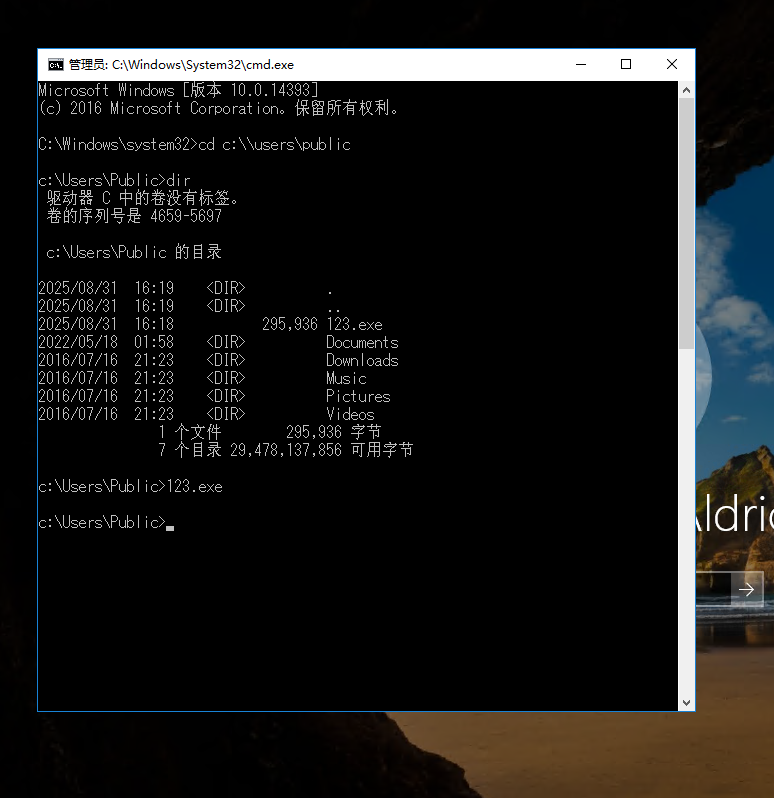 管理员: C:\Windows\System32\cmd.exe
Microsoft Windows [版本 10.0.14393]
(c) 2016 Microsoft Corporation。保留所有权利。
C:\Windows\system32>cd c:\\users\public
c:\Users\Public>dir
驱动器 C 中的卷没有标签。
卷的序列号是 4659-5697
c:\Users\Public 的目录
2025/08/31  16:19    <DIR>          .
2025/08/31  16:19    <DIR>          ..
2025/08/31  16:18           295,936 123.exe
2022/05/18  01:58    <DIR>          Documents
2016/07/16  21:23    <DIR>          Downloads
2016/07/16  21:23    <DIR>          Music
2016/07/16  21:23    <DIR>          Pictures
2016/07/16  21:23    <DIR>          Videos
1 个文件        295,936 字节
7 个目录 29,478,137,856 可用字节
c:\Users\Public>123.exe
c:\Users\Public>